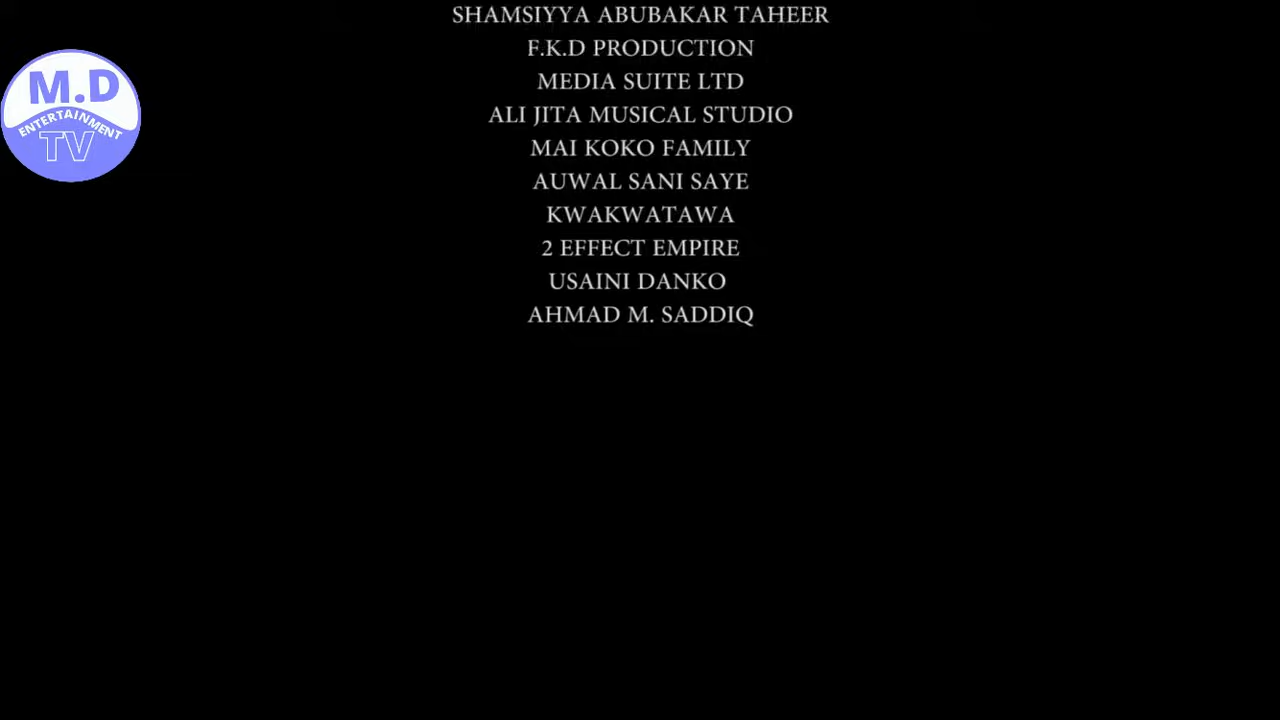 SHAMSIYYA ABUBAKAR TAHEER
F.K.D PRODUCTION
MEDIA SUITE LTD
ALI JITA MUSICAL STUDIO
MAI KOKO FAMILY
AUWAL SANI SAYE
KWAKWATAWA
2 EFFECT EMPIRE
USAINI DANKO
AHMAD M. SADDIQ
M.D
ENTERTAINMENT
TV